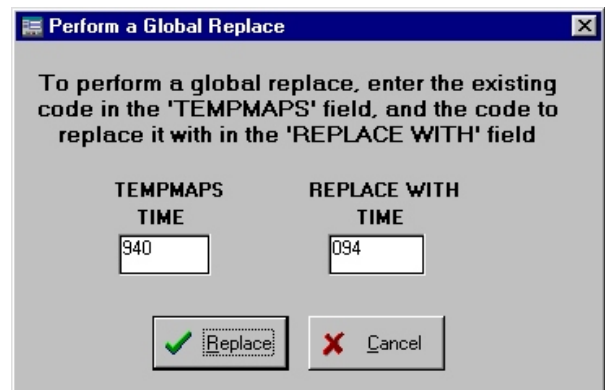 Perform a Global Replace
To perform a global replace, enter the existing
code in the 'TEMPMAPS' field, and the code to
replace it with in the 'REPLACE WITH' field
TEMPMAPS REPLACE WITH
TIME TIME
940 094
Replace Cancel